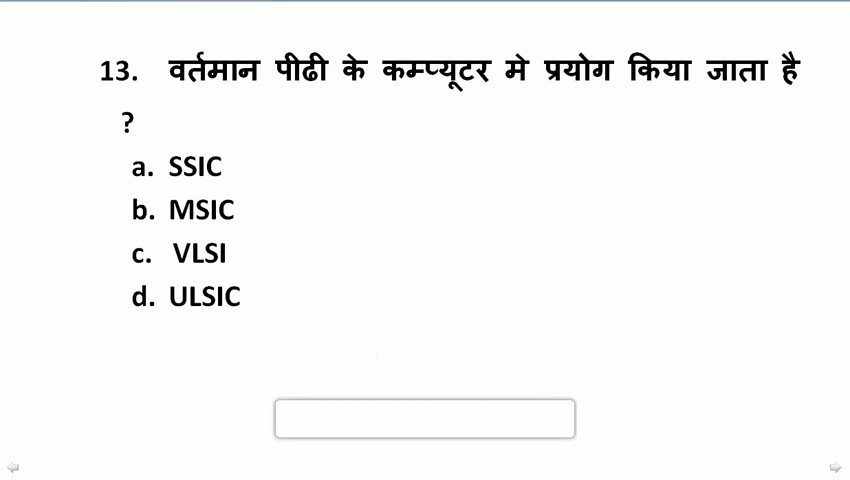 13. वर्तमान पीढी के कम्प्यूटर मे प्रयोग किया जाता है
?
a. SSIC
b. MSIC
c. VLSI
d. ULSIC